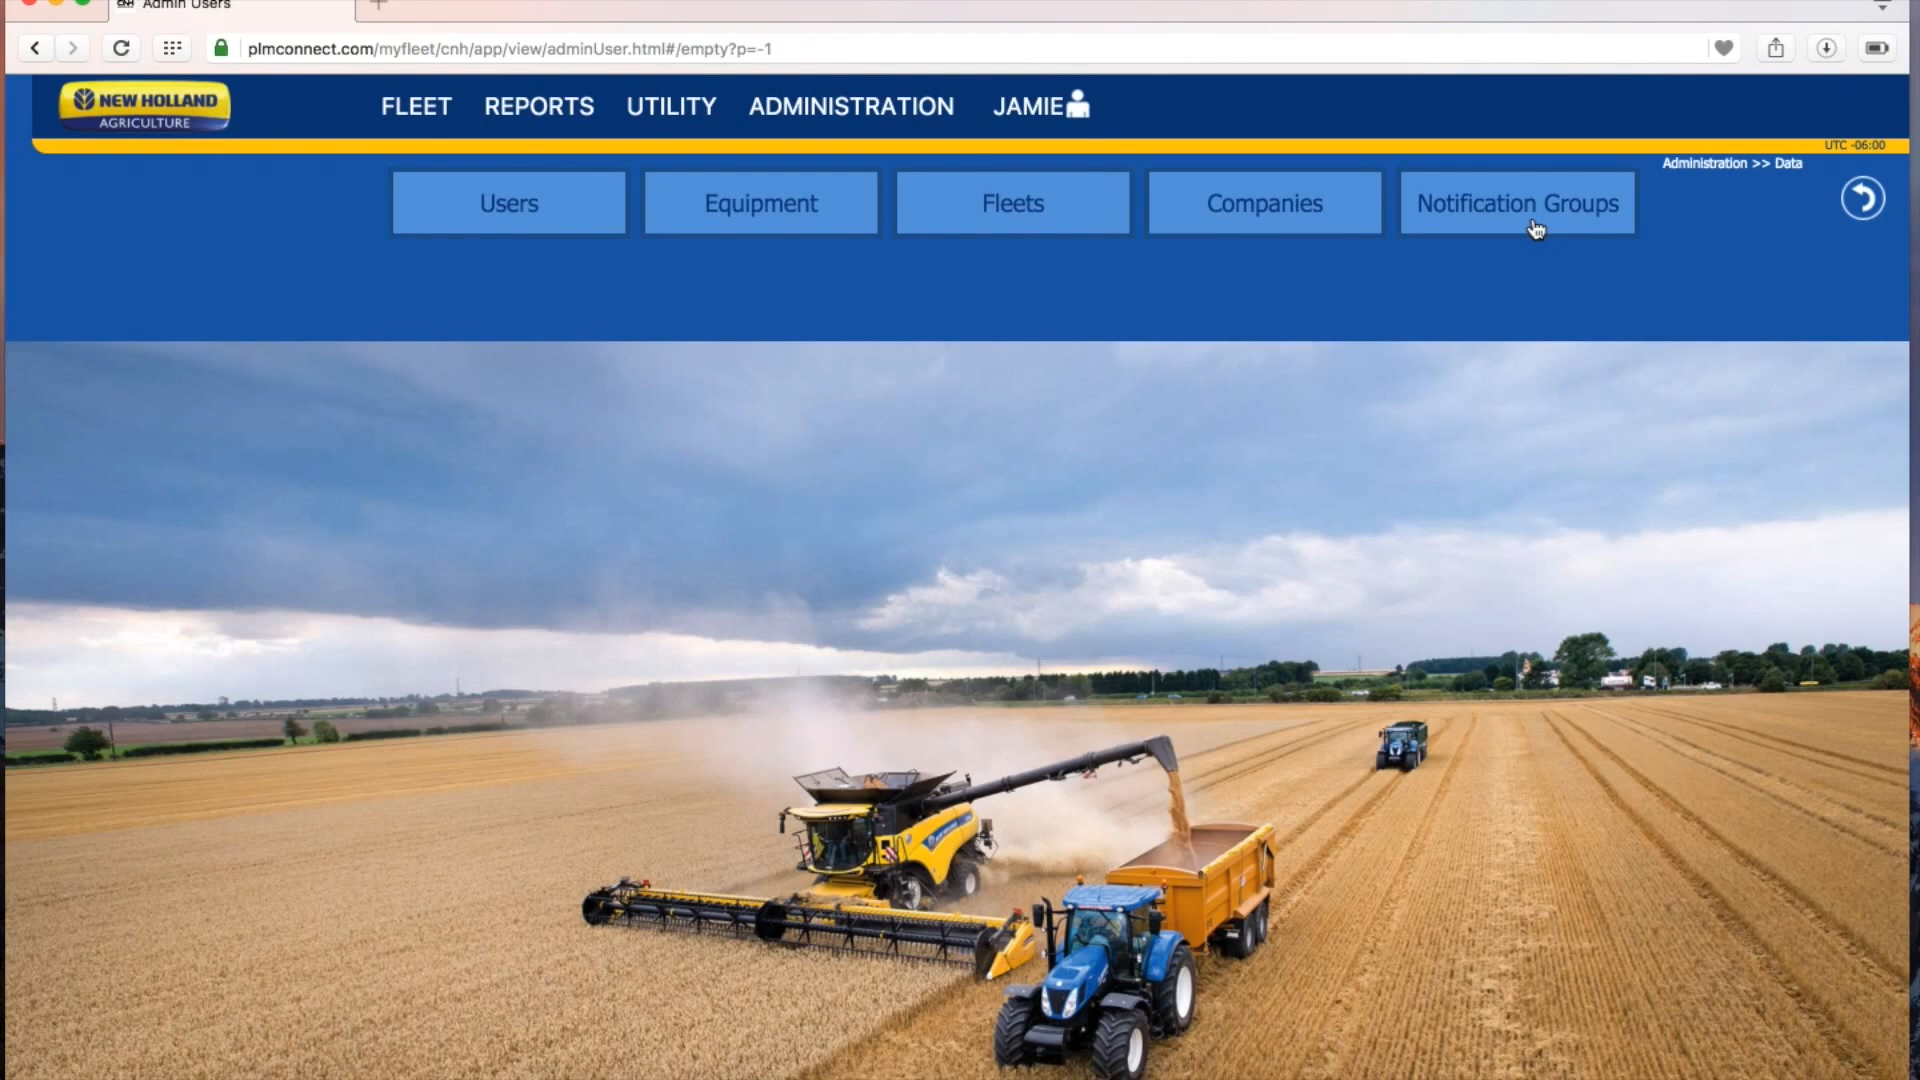 Admin Users
plmconnect.com/myfleet/cnh/app/view/adminUser.html#/empty?p=-1
NEW HOLLAND
AGRICULTURE
FLEET REPORTS UTILITY ADMINISTRATION JAMIE
UTC -06:00
Administration >> Data
Users Equipment Fleets Companies Notification Groups